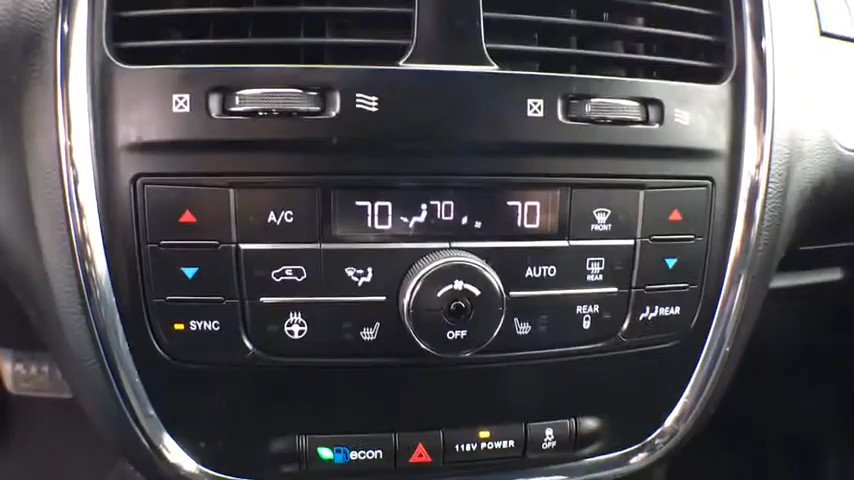 70 70 70
A/C
FRONT
AUTO
REAR
SYNC
OFF
REAR
REAR
econ
115V POWER
OFF